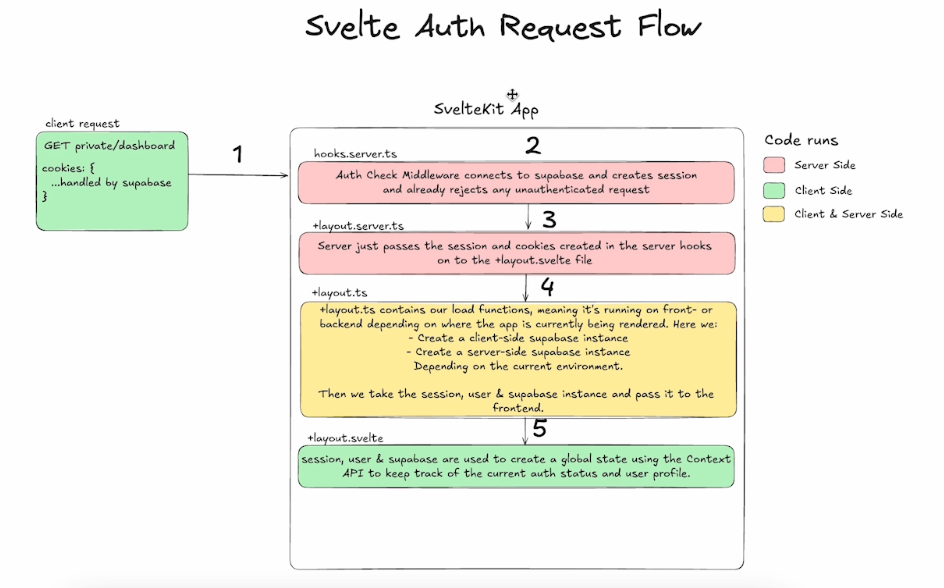 Svelte Auth Request Flow
SvelteKit App
client request
GET private/dashboard
cookies: {
...handled by supabase
}
1
2
hooks.server.ts
Auth Check Middleware connects to supabase and creates session
and already rejects any unauthenticated request
3
+layout.server.ts
Server just passes the session and cookies created in the server hooks
on to the +layout.svelte file
4
+layout.ts
+layout.ts contains our load functions, meaning it's running on front- or
backend depending on where the app is currently being rendered. Here we:
- Create a client-side supabase instance
- Create a server-side supabase instance
Depending on the current environment.
Then we take the session, user & supabase instance and pass it to the
frontend.
5
+layout.svelte
session, user & supabase are used to create a global state using the Context
API to keep track of the current auth status and user profile.
Code runs
Server Side
Client Side
Client & Server Side